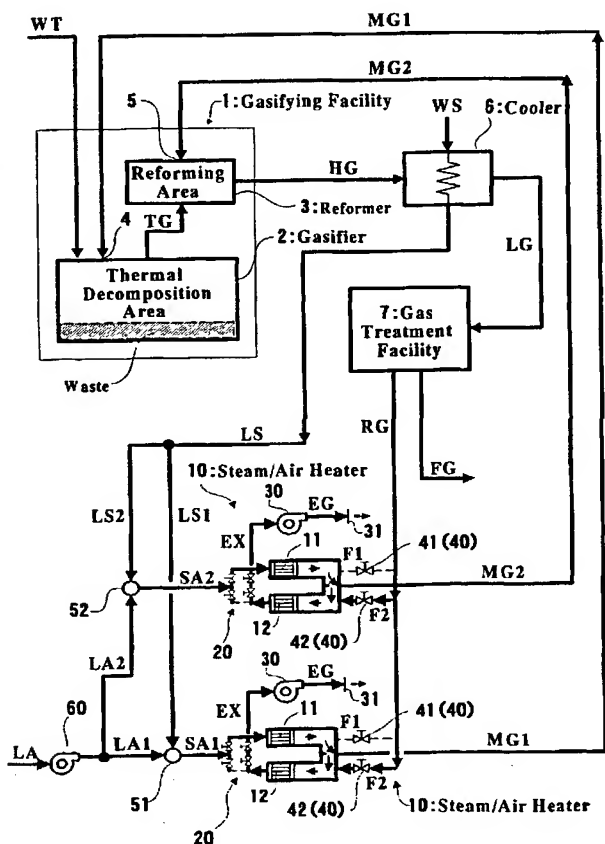 WT
MG1
MG2
1:Gasifying Facility
5
WS
6:Cooler
Reforming
Area
HG
3:Reformer
TG
4
2:Gasifier
LG
Thermal
Decomposition
Area
7:Gas
Treatment
Facility
Waste
RG
LS
FG
10:Steam/Air Heater
LS2
LS1
30
EG
31
EX
11
F1
41(40)
SA2
MG2
52
20
12
42(40)
F2
LA2
30
EG
31
60
EX
11
F1
41(40)
LA
LA1
SA1
MG1
51
20
12
42(40)
F2
10:Steam/Air Heater